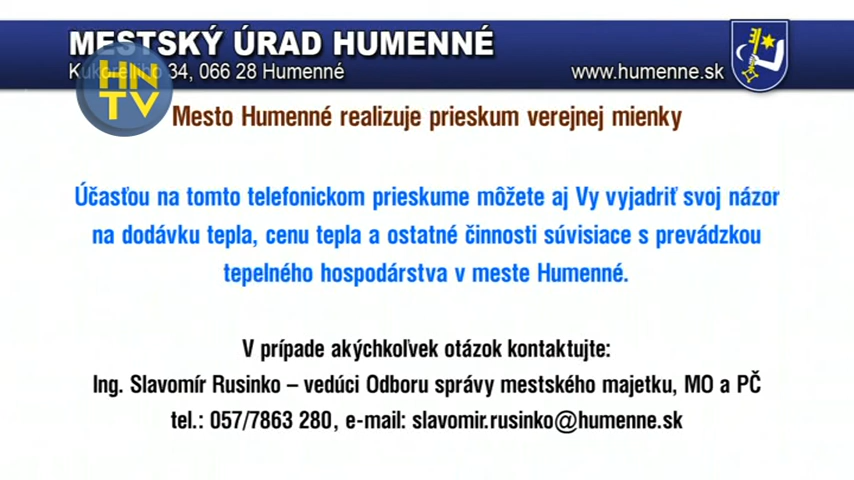 MESTSKÝ ÚRAD HUMENNÉ
Kukorelliho 34, 066 28 Humenné
www.humenne.sk
HN
TV
Mesto Humenné realizuje prieskum verejnej mienky
Účasťou na tomto telefonickom prieskume môžete aj Vy vyjadriť svoj názor
na dodávku tepla, cenu tepla a ostatné činnosti súvisiace s prevádzkou
tepelného hospodárstva v meste Humenné.
V prípade akýchkoľvek otázok kontaktujte:
Ing. Slavomír Rusinko – vedúci Odboru správy mestského majetku, MO a PČ
tel.: 057/7863 280, e-mail: slavomir.rusinko@humenne.sk